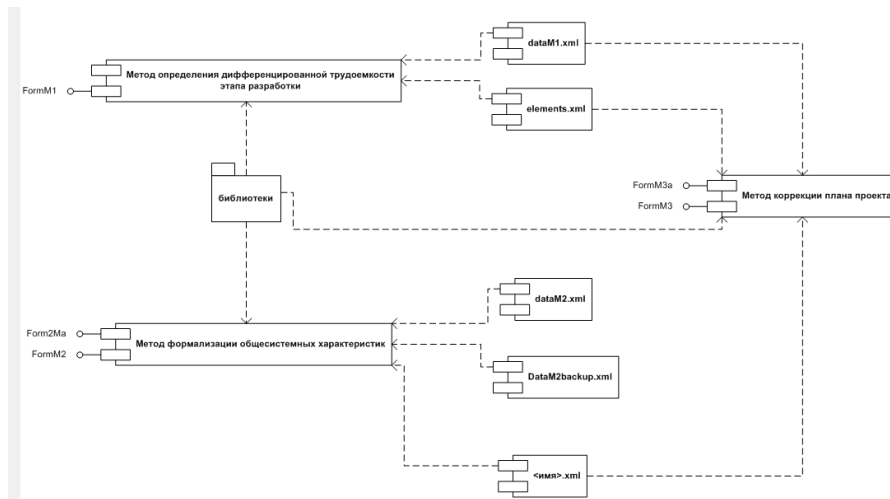 dataM1.xml
Метод определения дифференцированной трудоемкости
этапа разработки
FormM1
elements.xml
библиотеки
FormM3a
FormM3
Метод коррекции плана проекта
dataM2.xml
Form2Ma
FormM2
Метод формализации общесистемных характеристик
DataM2backup.xml
<имя>.xml